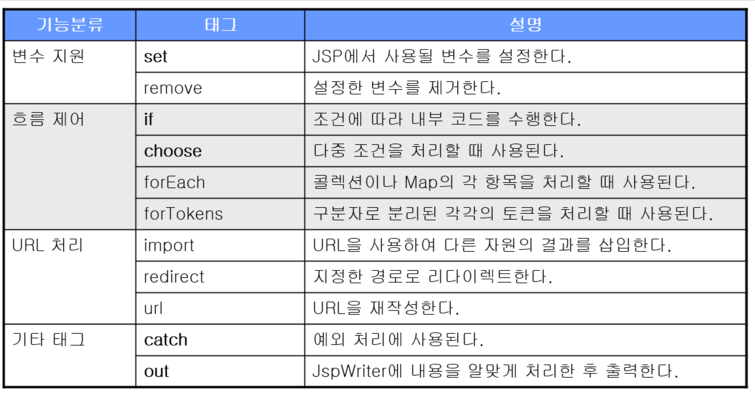 기능분류 태그 설명
변수 지원 set JSP에서 사용될 변수를 설정한다.
remove 설정한 변수를 제거한다.
흐름 제어 if 조건에 따라 내부 코드를 수행한다.
choose 다중 조건을 처리할 때 사용된다.
forEach 콜렉션이나 Map의 각 항목을 처리할 때 사용된다.
forTokens 구분자로 분리된 각각의 토큰을 처리할 때 사용된다.
URL 처리 import URL을 사용하여 다른 자원의 결과를 삽입한다.
redirect 지정한 경로로 리다이렉트한다.
url URL을 재작성한다.
기타 태그 catch 예외 처리에 사용된다.
out JspWriter에 내용을 알맞게 처리한 후 출력한다.